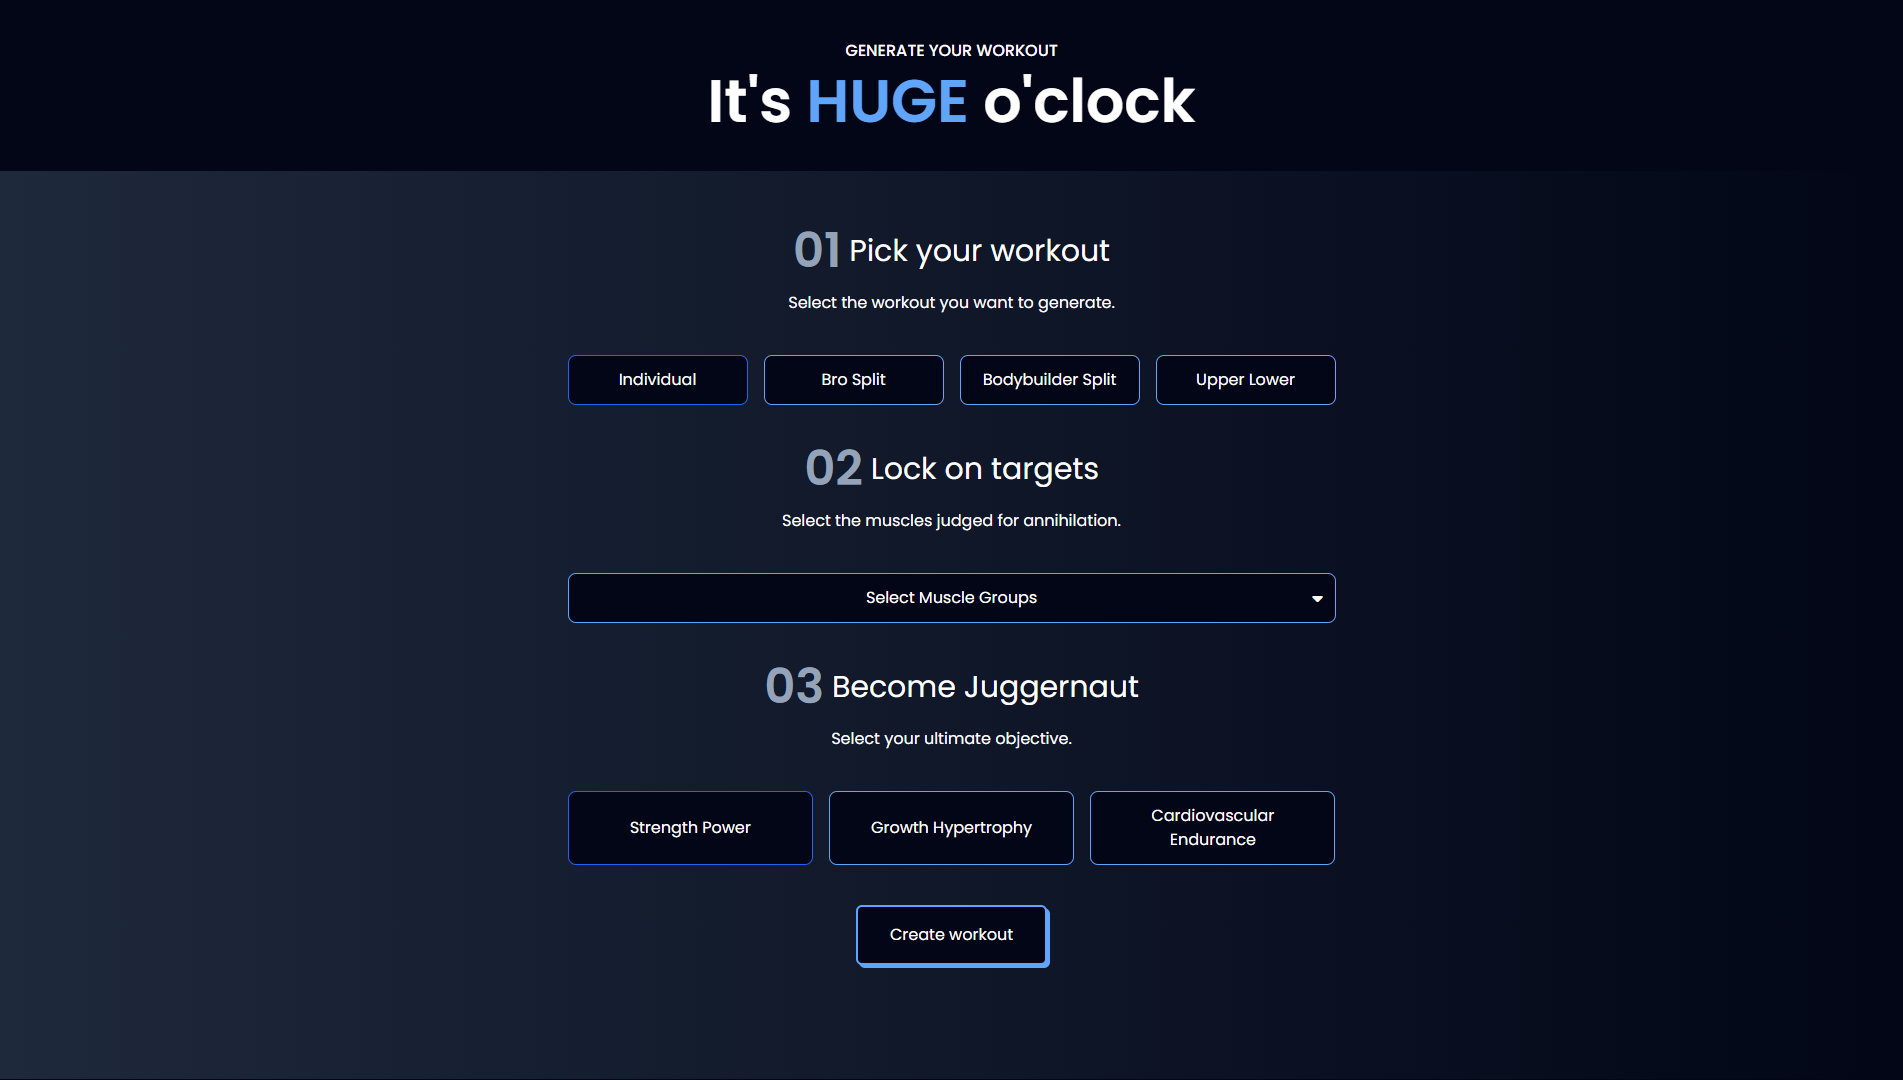 GENERATE YOUR WORKOUT
It's HUGE o'clock
01 Pick your workout
Select the workout you want to generate.
Individual
Bro Split
Bodybuilder Split
Upper Lower
02 Lock on targets
Select the muscles judged for annihilation.
Select Muscle Groups
03 Become Juggernaut
Select your ultimate objective.
Strength Power
Growth Hypertrophy
Cardiovascular
Endurance
Create workout